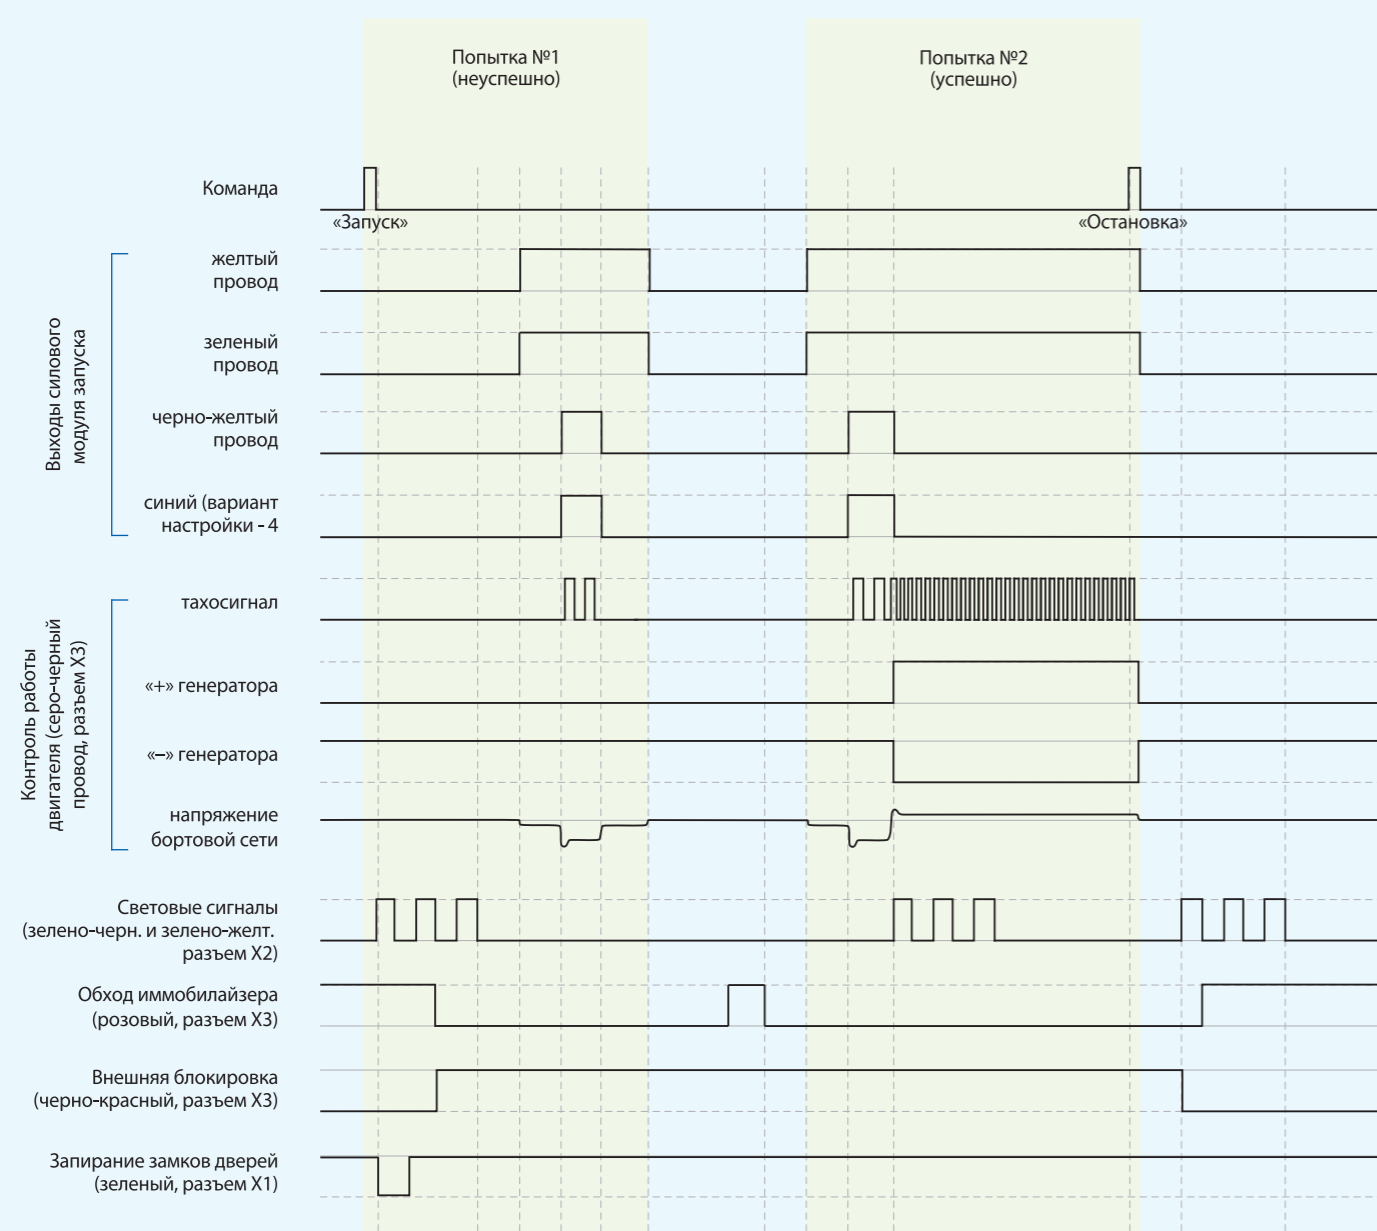 Попытка №1
(неуспешно)
Попытка №2
(успешно)
Команда
«Запуск»
«Остановка»
Выходы силового
модуля запуска
желтый
провод
зеленый
провод
черно-желтый
провод
синий (вариант
настройки - 4
Контроль работы
двигателя (серо-черный
провод, разъем X3)
тахосигнал
«+» генератора
«–» генератора
напряжение
бортовой сети
Световые сигналы
(зелено-черн. и зелено-желт.
разъем X2)
Обход иммобилайзера
(розовый, разъем X3)
Внешняя блокировка
(черно-красный, разъем X3)
Запирание замков дверей
(зеленый, разъем X1)